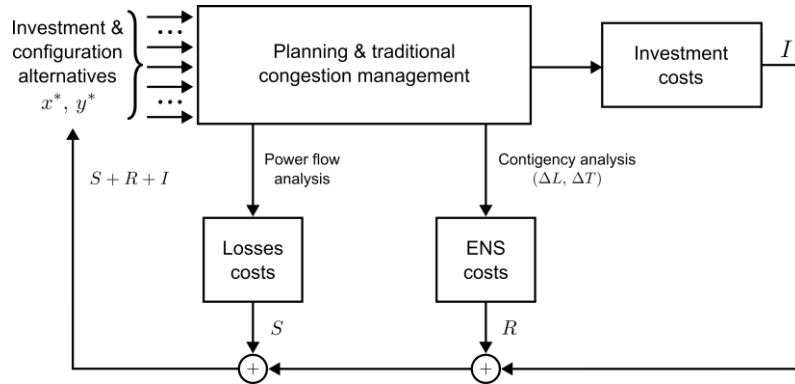 Investment &
configuration
alternatives
x*, y*
...
...
Planning & traditional
congestion management
Investment
costs
I
Power flow
analysis
Contigency analysis
(ΔL, ΔT)
S + R + I
Losses
costs
ENS
costs
S
R
+
+